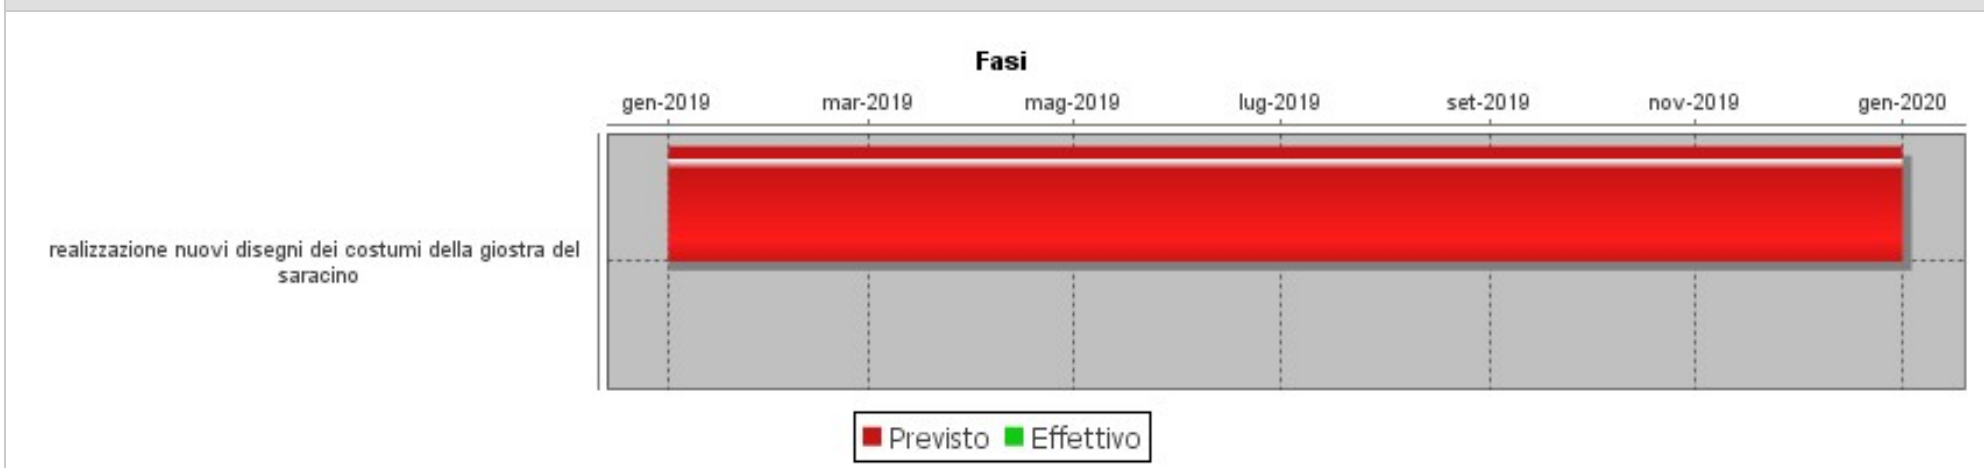 Fasi
gen-2019 mar-2019 mag-2019 lug-2019 set-2019 nov-2019 gen-2020
realizzazione nuovi disegni dei costumi della giostra del
saracino
Previsto Effettivo